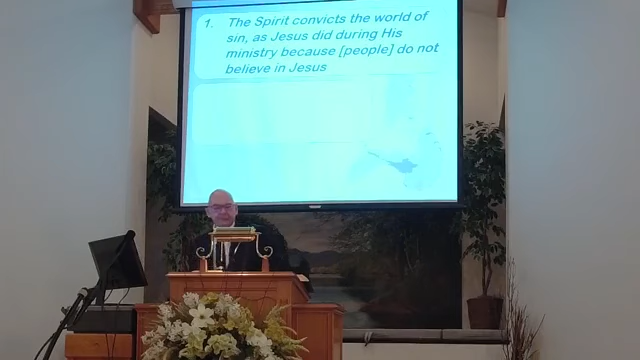 1. The Spirit convicts the world of
sin, as Jesus did during His
ministry because [people] do not
believe in Jesus